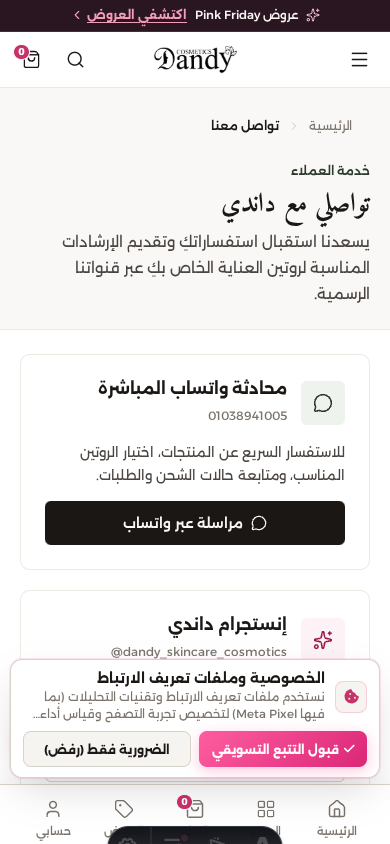 عروض Pink Friday اكتشفي العروض
COSMETICS
Dandy
0
الرئيسية
تواصل معنا
خدمة العملاء
تواصلي مع داندي
يسعدنا استقبال استفساراتكِ وتقديم الإرشادات
المناسبة لروتين العناية الخاص بكِ عبر قنواتنا
الرسمية.
محادثة واتساب المباشرة
01038941005
للاستفسار السريع عن المنتجات، اختيار الروتين
المناسب، ومتابعة حالات الشحن والطلبات.
مراسلة عبر واتساب
إنستجرام داندي
@dandy_skincare_cosmotics
الخصوصية وملفات تعريف الارتباط
نستخدم ملفات تعريف الارتباط وتقنيات التحليلات (بما
فيها Meta Pixel) لتخصيص تجربة التصفح وقياس أداء...
قبول التتبع التسويقي
الضرورية فقط (رفض)
0
الرئيسية
حسابي